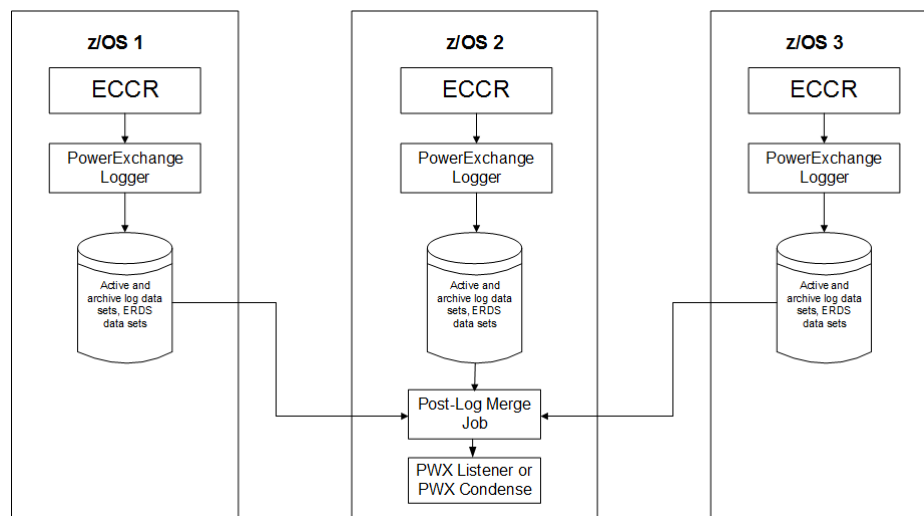 z/OS 1
ECCR
PowerExchange
Logger
Active and
archive log data
sets, ERDS
data sets
z/OS 2
ECCR
PowerExchange
Logger
Active and
archive log data
sets, ERDS
data sets
Post-Log Merge
Job
PWX Listener or
PWX Condense
z/OS 3
ECCR
PowerExchange
Logger
Active and
archive log data
sets, ERDS
data sets